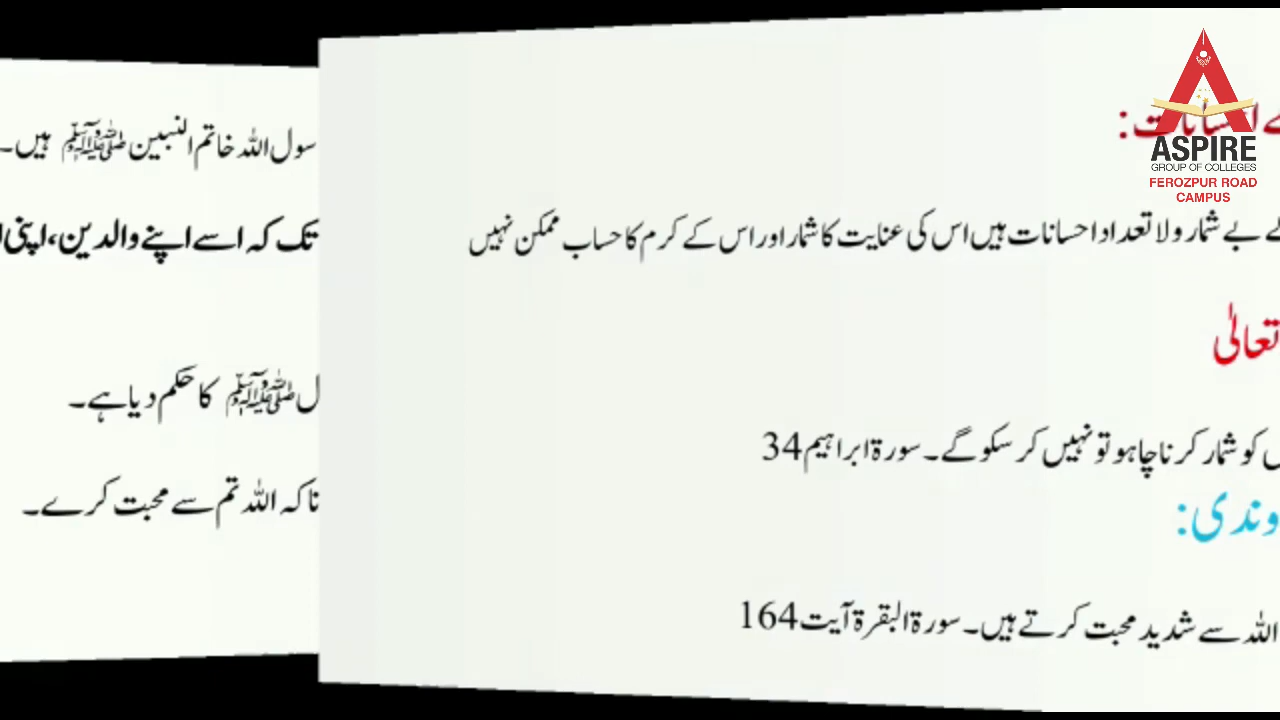 ASPIRE
GROUP OF COLLEGES
FEROZPUR ROAD
CAMPUS
بے شمار ولا تعداد احسانات ہیں اس کی عنایت کا شمار اور اس کے کرم کا حساب ممکن نہیں
تعالٰی
کو شمار کرنا چاہو تو نہیں کر سکو گے۔ سورۃ ابراہیم 34
وندی:
اللہ سے شدید محبت کرتے ہیں۔ سورۃ البقرۃ آیت 164
سول اللہ خاتم النبیین ﷺ ہیں۔
تک کہ اسے اپنے والدین، اپنی
ل ﷺ کا حکم دیا ہے۔
نا کہ اللہ تم سے محبت کرے۔